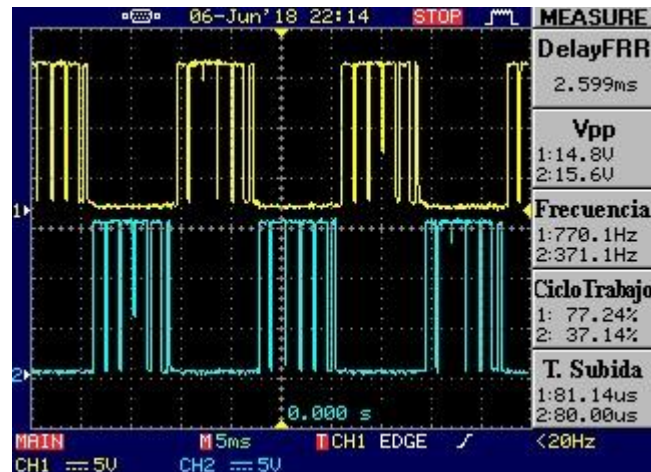 06-Jun'18 22:14 STOP MEASURE
DelayFRR
2.599ms
Vpp
1:14.8V
2:15.6V
Frecuencia
1:770.1Hz
2:371.1Hz
CicloTrabajo
1: 77.24%
2: 37.14%
T. Subida
1:81.14us
2:80.00us
1
2
0.000 s
MAIN M 5ms T CH1 EDGE <20Hz
CH1 5V CH2 5V